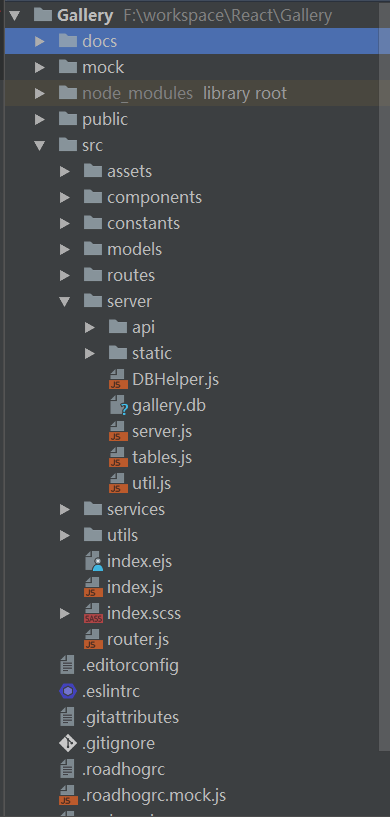 Gallery F:\workspace\React\Gallery
docs
mock
node_modules library root
public
src
assets
components
constants
models
routes
server
api
static
DBHelper.js
gallery.db
server.js
tables.js
util.js
services
utils
index.ejs
index.js
index.scss
router.js
.editorconfig
.eslintrc
.gitattributes
.gitignore
.roadhogrc
.roadhogrc.mock.js